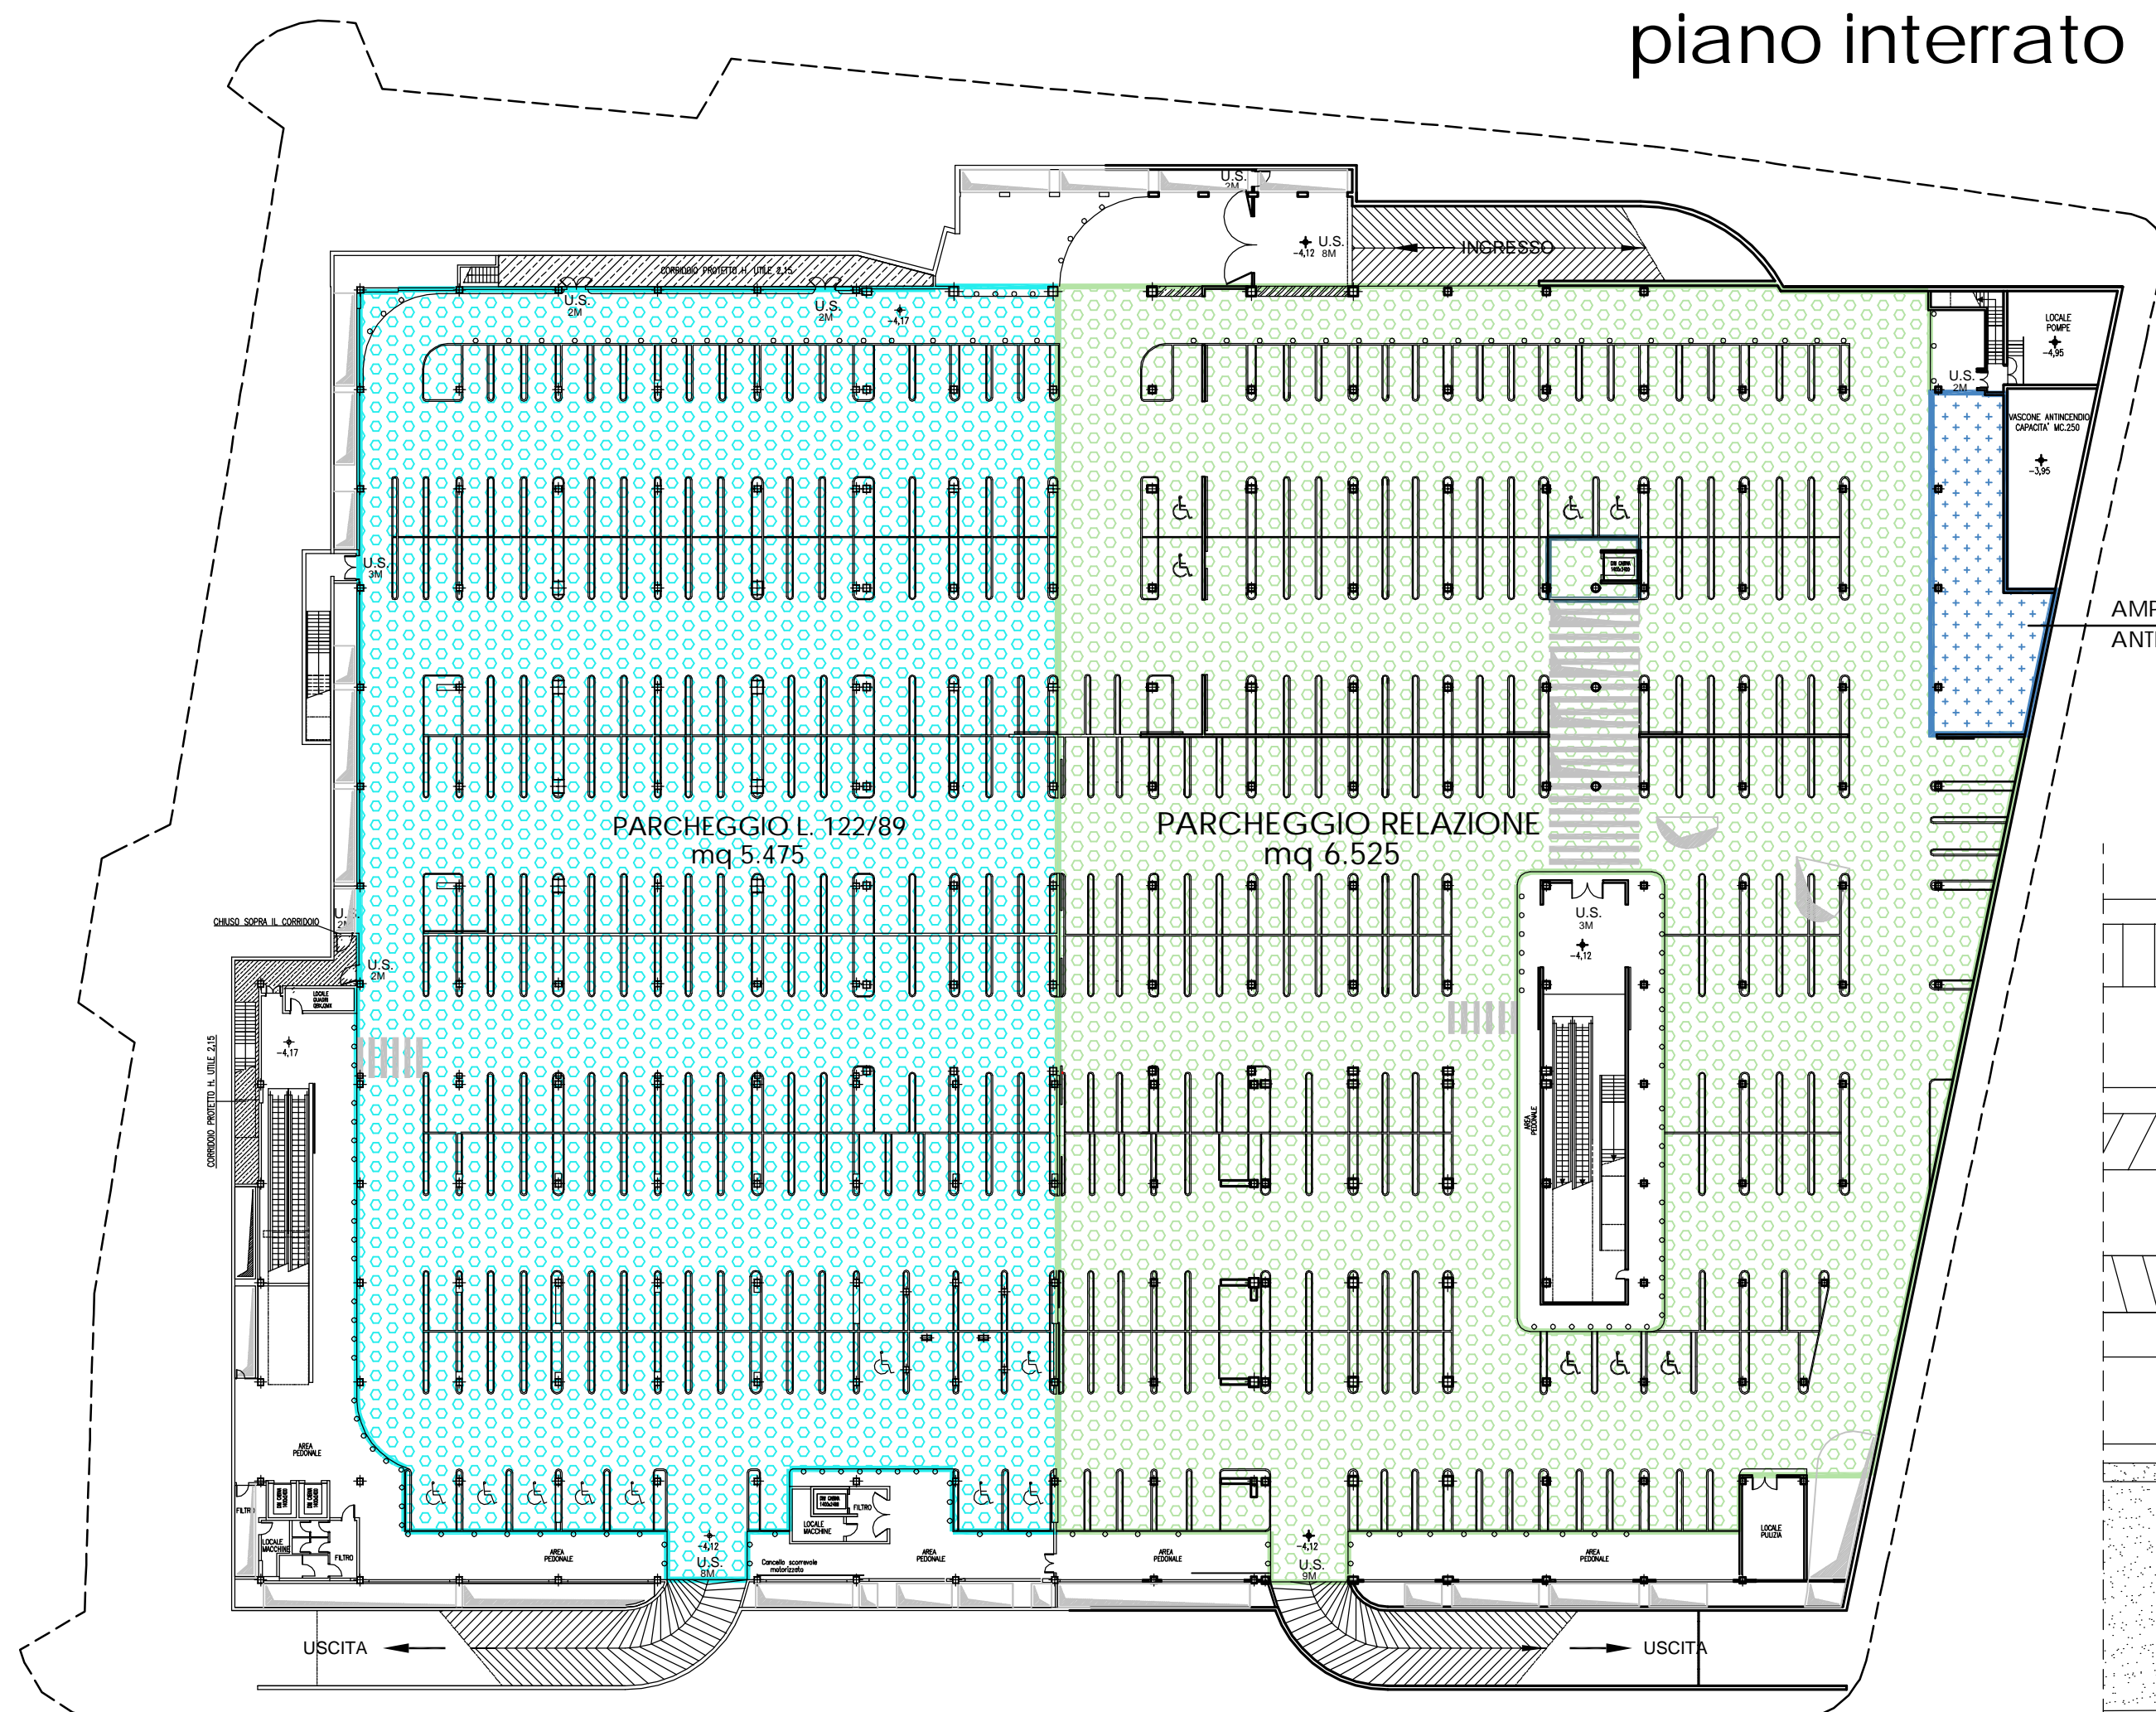 piano interrato
U.S.
2M
U.S.
-4,12 8M
INGRESSO
CORRIDOIO PROTETTO H. UTILE 2,15
U.S.
2M
U.S.
2M
-4,17
LOCALE
POMPE
-4,95
U.S.
2M
VASCONE ANTINCENDIO
CAPACITA' MC.250
-3,95
U.S.
3M
AMP
ANTI
PARCHEGGIO L. 122/89
mq 5.475
PARCHEGGIO RELAZIONE
mq 6.525
CHIUSO SOPRA IL CORRIDOIO
U.S.
3M
-4,12
U.S.
2M
LOCALE
QUADRI
-4,17
CORRIDOIO PROTETTO H. UTILE 2,15
AREA
PEDONALE
AREA
PEDONALE
FILTRO
LOCALE
MACCHINE
FILTRO
AREA
PEDONALE
-4,12
U.S.
8M
LOCALE
MACCHINE
FILTRO
Cancello scorrevole
motorizzato
AREA
PEDONALE
AREA
PEDONALE
-4,12
U.S.
9M
AREA
PEDONALE
LOCALE
PULIZIA
USCITA
USCITA